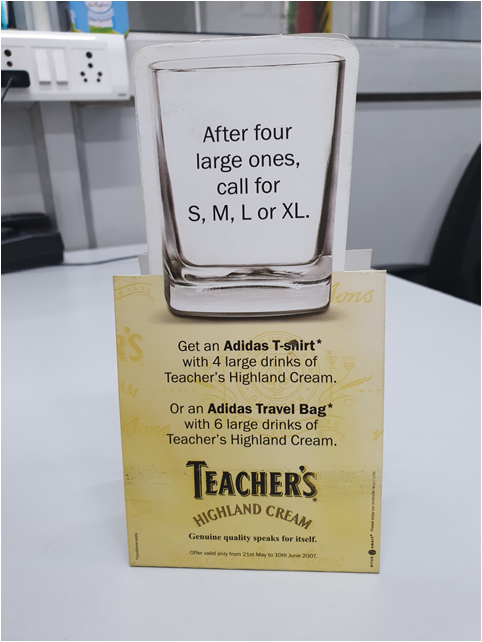 After four
large ones,
call for
S, M, L or XL.
Get an Adidas T-shirt*
with 4 large drinks of
Teacher's Highland Cream.
Or an Adidas Travel Bag*
with 6 large drinks of
Teacher's Highland Cream.
TEACHER'S
HIGHLAND CREAM
Genuine quality speaks for itself.
Offer valid only from 21st May to 10th June 2007.